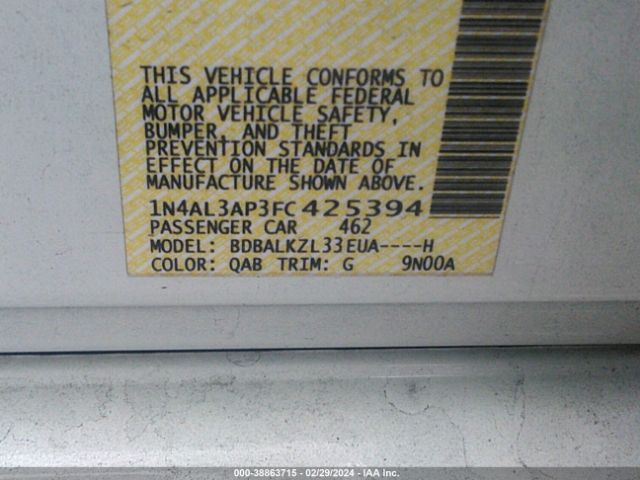 THIS VEHICLE CONFORMS TO
ALL APPLICABLE FEDERAL
MOTOR VEHICLE SAFETY,
BUMPER, AND THEFT
PREVENTION STANDARDS IN
EFFECT ON THE DATE OF
MANUFACTURE SHOWN ABOVE.
1N4AL3AP3FC425394
PASSENGER CAR 462
MODEL: BDBALKZL33EUA----H
COLOR: QAB TRIM: G 9N00A
000-38863715 - 02/29/2024 - IAA Inc.